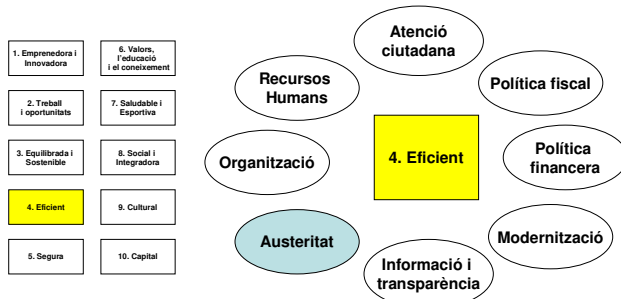 1. Emprenedora i
Innovadora
6. Valors,
l'educació
i el coneixement
2. Treball
i oportunitats
7. Saludable i
Esportiva
3. Equilibrada i
Sostenible
8. Social i
Integradora
4. Eficient
9. Cultural
5. Segura
10. Capital
Atenció
ciutadana
Recursos
Humans
Política fiscal
Organització
4. Eficient
Política
financera
Austeritat
Modernització
Informació i
transparència